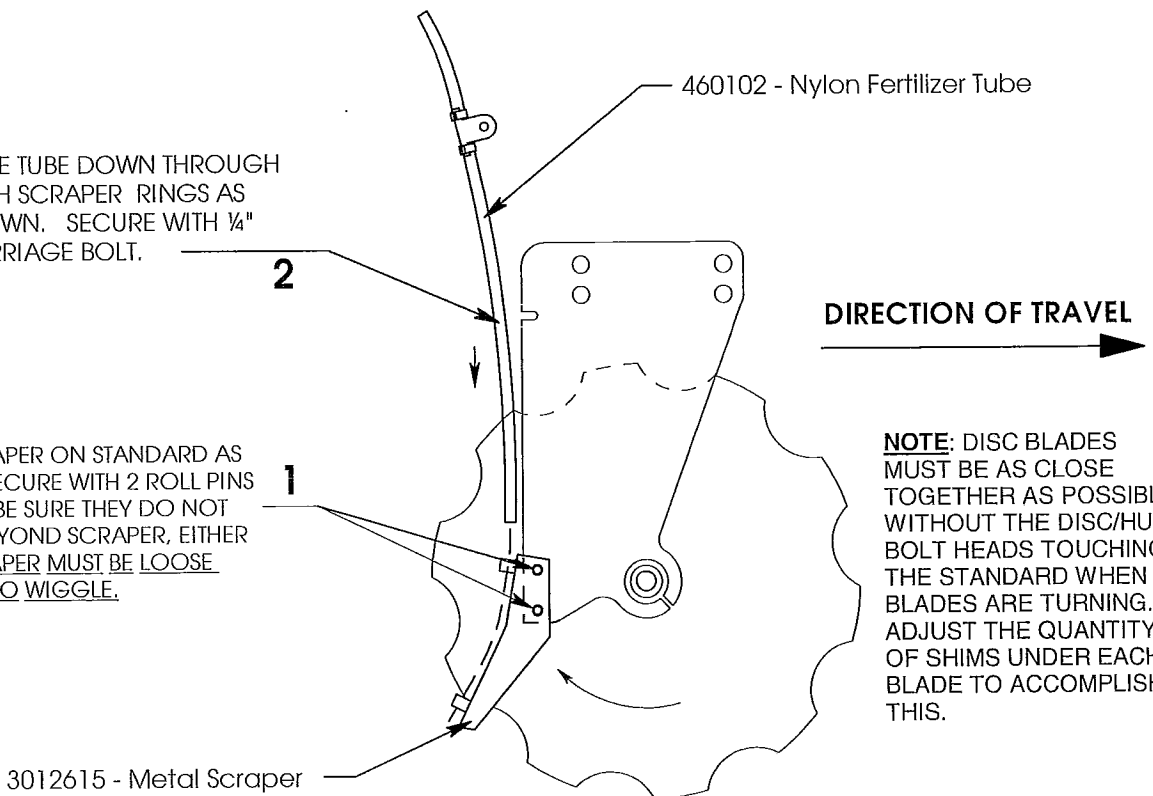 460102 - Nylon Fertilizer Tube
E TUBE DOWN THROUGH
H SCRAPER RINGS AS
WN. SECURE WITH ¼"
RRIAGE BOLT.
2
DIRECTION OF TRAVEL
APER ON STANDARD AS
ECURE WITH 2 ROLL PINS
BE SURE THEY DO NOT
YOND SCRAPER, EITHER
APER MUST BE LOOSE
O WIGGLE.
1
NOTE: DISC BLADES
MUST BE AS CLOSE
TOGETHER AS POSSIBL
WITHOUT THE DISC/HU
BOLT HEADS TOUCHING
THE STANDARD WHEN
BLADES ARE TURNING.
ADJUST THE QUANTITY
OF SHIMS UNDER EACH
BLADE TO ACCOMPLISH
THIS.
3012615 - Metal Scraper